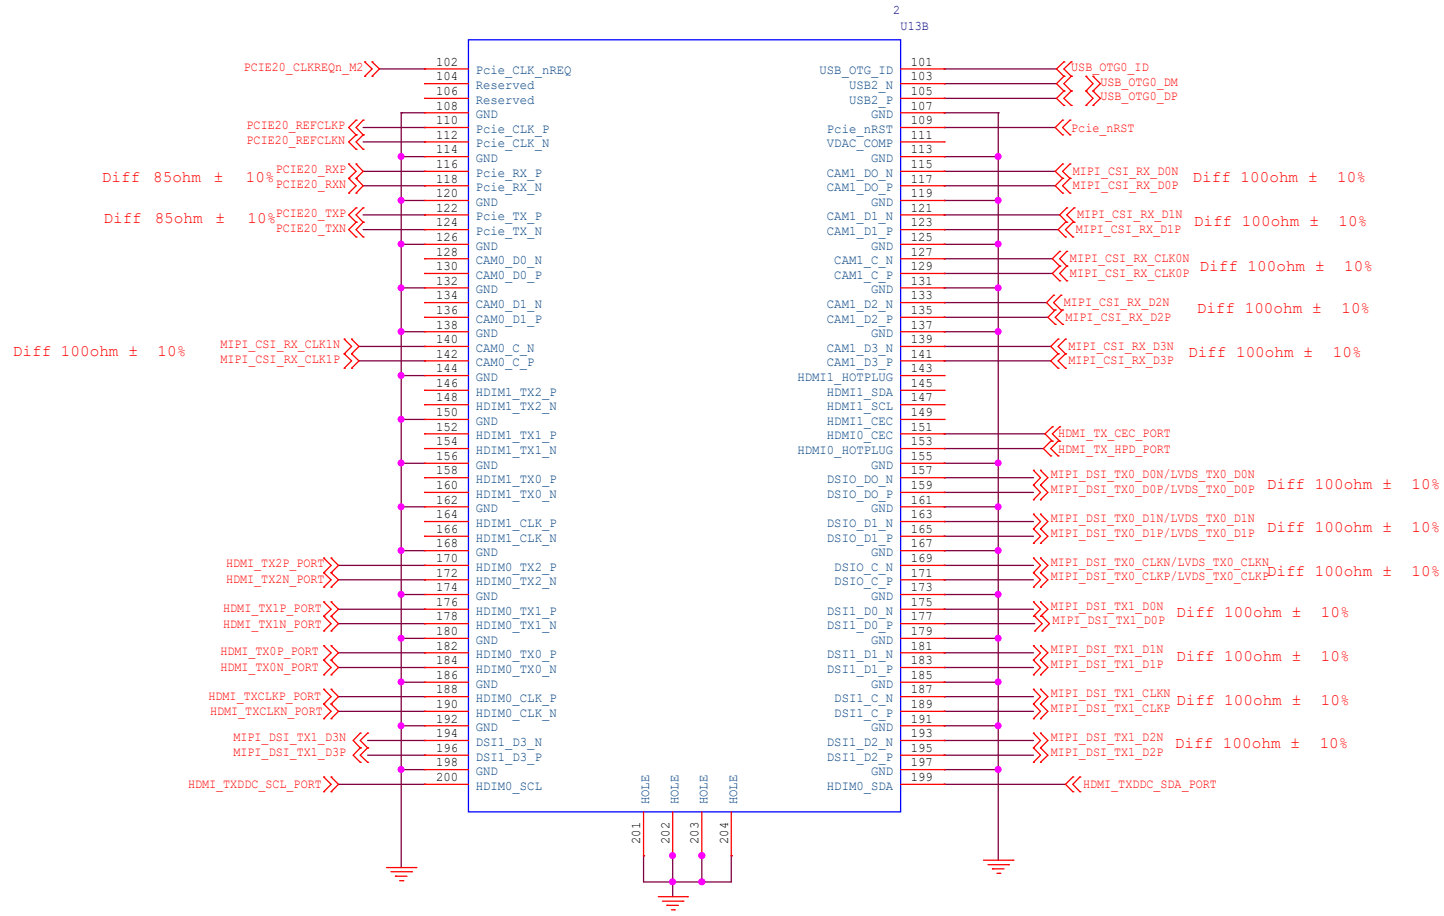 2
U13B
PCIE20_CLKREQn_M2 102 Pcie_CLK_nREQ USB_OTG_ID 101 USB_OTG0_ID
104 Reserved USB2_N 103 USB_OTG0_DM
106 Reserved USB2_P 105 USB_OTG0_DP
108 GND GND 107
PCIE20_REFCLKP 110 Pcie_CLK_P Pcie_nRST 109 Pcie_nRST
PCIE20_REFCLKN 112 Pcie_CLK_N VDAC_COMP 111
114 GND GND 113
PCIE20_RXP 116 Pcie_RX_P CAM1_DO_N 115 MIPI_CSI_RX_D0N
Diff 85ohm ± 10% Diff 100ohm ± 10%
PCIE20_RXN 118 Pcie_RX_N CAM1_DO_P 117 MIPI_CSI_RX_D0P
120 GND GND 119
PCIE20_TXP 122 Pcie_TX_P CAM1_D1_N 121 MIPI_CSI_RX_D1N
Diff 85ohm ± 10% Diff 100ohm ± 10%
PCIE20_TXN 124 Pcie_TX_N CAM1_D1_P 123 MIPI_CSI_RX_D1P
126 GND GND 125
128 CAM0_D0_N CAM1_C_N 127 MIPI_CSI_RX_CLK0N
Diff 100ohm ± 10%
130 CAM0_D0_P CAM1_C_P 129 MIPI_CSI_RX_CLK0P
132 GND GND 131
134 CAM0_D1_N CAM1_D2_N 133 MIPI_CSI_RX_D2N
Diff 100ohm ± 10%
136 CAM0_D1_P CAM1_D2_P 135 MIPI_CSI_RX_D2P
138 GND GND 137
MIPI_CSI_RX_CLK1N 140 CAM0_C_N CAM1_D3_N 139 MIPI_CSI_RX_D3N
Diff 100ohm ± 10% Diff 100ohm ± 10%
MIPI_CSI_RX_CLK1P 142 CAM0_C_P CAM1_D3_P 141 MIPI_CSI_RX_D3P
144 GND HDMI1_HOTPLUG 143
146 HDIM1_TX2_P HDMI1_SDA 145
148 HDIM1_TX2_N HDMI1_SCL 147
150 GND HDMI1_CEC 149
152 HDIM1_TX1_P HDMI0_CEC 151 HDMI_TX_CEC_PORT
154 HDIM1_TX1_N HDMI0_HOTPLUG 153 HDMI_TX_HPD_PORT
156 GND GND 155
158 HDIM1_TX0_P DSIO_DO_N 157 MIPI_DSI_TX0_D0N/LVDS_TX0_D0N
Diff 100ohm ± 10%
160 HDIM1_TX0_N DSIO_DO_P 159 MIPI_DSI_TX0_D0P/LVDS_TX0_D0P
162 GND GND 161
164 HDIM1_CLK_P DSIO_D1_N 163 MIPI_DSI_TX0_D1N/LVDS_TX0_D1N
Diff 100ohm ± 10%
166 HDIM1_CLK_N DSIO_D1_P 165 MIPI_DSI_TX0_D1P/LVDS_TX0_D1P
168 GND GND 167
HDMI_TX2P_PORT 170 HDIM0_TX2_P DSIO_C_N 169 MIPI_DSI_TX0_CLKN/LVDS_TX0_CLKN
Diff 100ohm ± 10%
HDMI_TX2N_PORT 172 HDIM0_TX2_N DSIO_C_P 171 MIPI_DSI_TX0_CLKP/LVDS_TX0_CLKP
174 GND GND 173
HDMI_TX1P_PORT 176 HDIM0_TX1_P DSI1_D0_N 175 MIPI_DSI_TX1_D0N
Diff 100ohm ± 10%
HDMI_TX1N_PORT 178 HDIM0_TX1_N DSI1_D0_P 177 MIPI_DSI_TX1_D0P
180 GND GND 179
HDMI_TX0P_PORT 182 HDIM0_TX0_P DSI1_D1_N 181 MIPI_DSI_TX1_D1N
Diff 100ohm ± 10%
HDMI_TX0N_PORT 184 HDIM0_TX0_N DSI1_D1_P 183 MIPI_DSI_TX1_D1P
186 GND GND 185
HDMI_TXCLKP_PORT 188 HDIM0_CLK_P DSI1_C_N 187 MIPI_DSI_TX1_CLKN
Diff 100ohm ± 10%
HDMI_TXCLKN_PORT 190 HDIM0_CLK_N DSI1_C_P 189 MIPI_DSI_TX1_CLKP
192 GND GND 191
MIPI_DSI_TX1_D3N 194 DSI1_D3_N DSI1_D2_N 193 MIPI_DSI_TX1_D2N
Diff 100ohm ± 10%
MIPI_DSI_TX1_D3P 196 DSI1_D3_P DSI1_D2_P 195 MIPI_DSI_TX1_D2P
198 GND GND 197
HDMI_TXDDC_SCL_PORT 200 HDIM0_SCL HDIM0_SDA 199 HDMI_TXDDC_SDA_PORT
HOLE HOLE HOLE HOLE
201 202 203 204